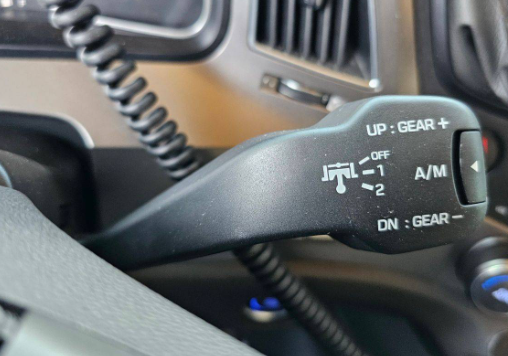 UP : GEAR +
OFF
1
A/M
2
DN : GEAR -